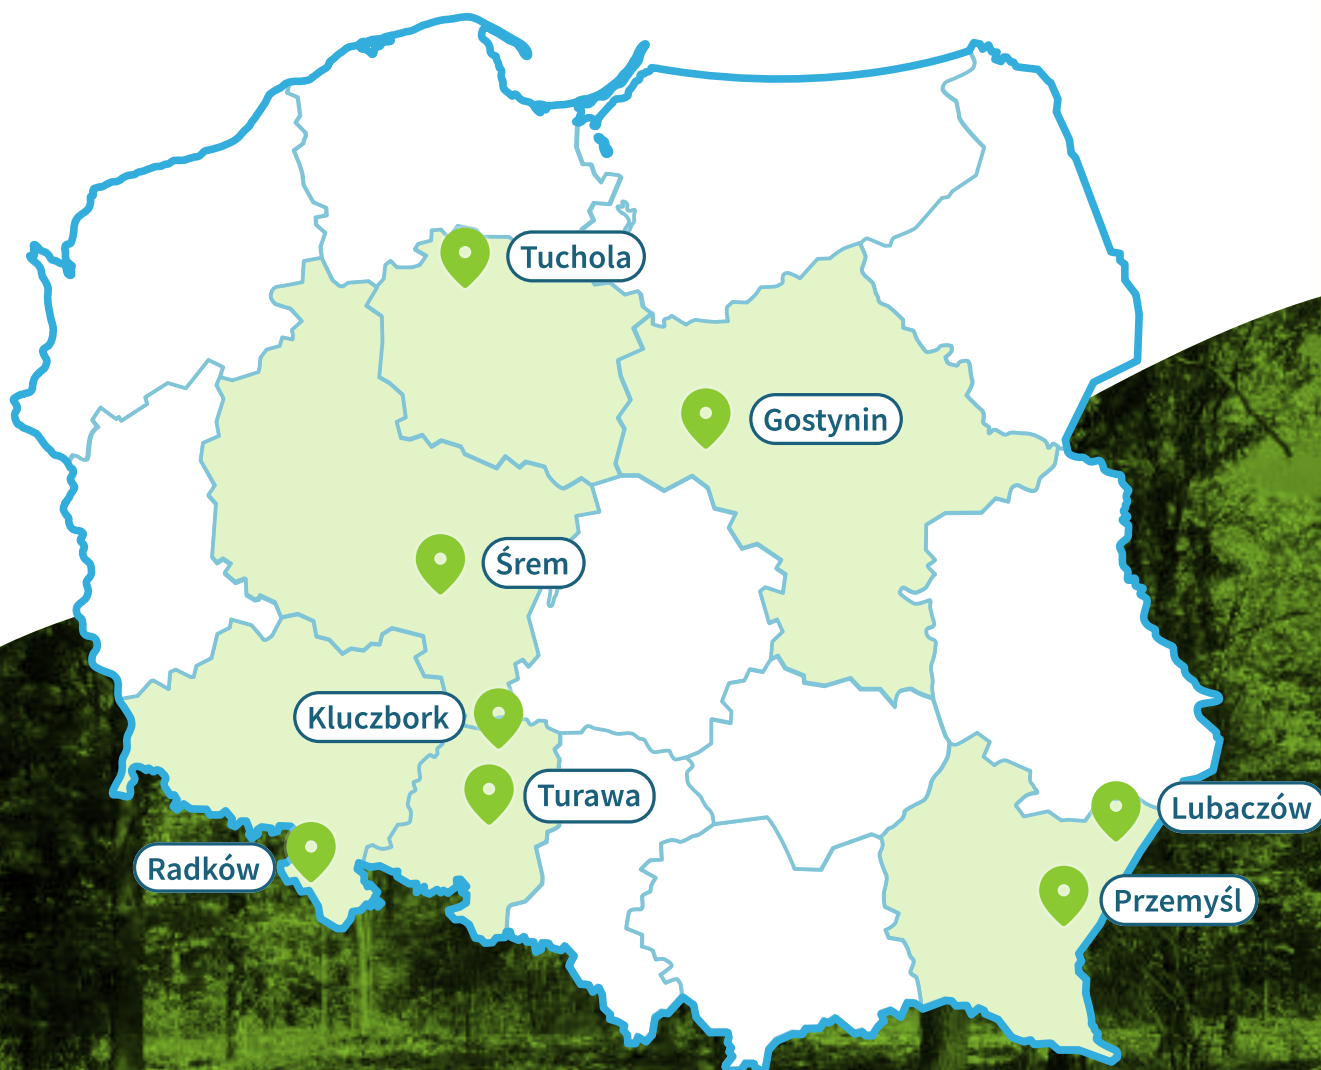 Tuchola
Gostynin
Śrem
Kluczbork
Turawa
Lubaczów
Radków
Przemyśl